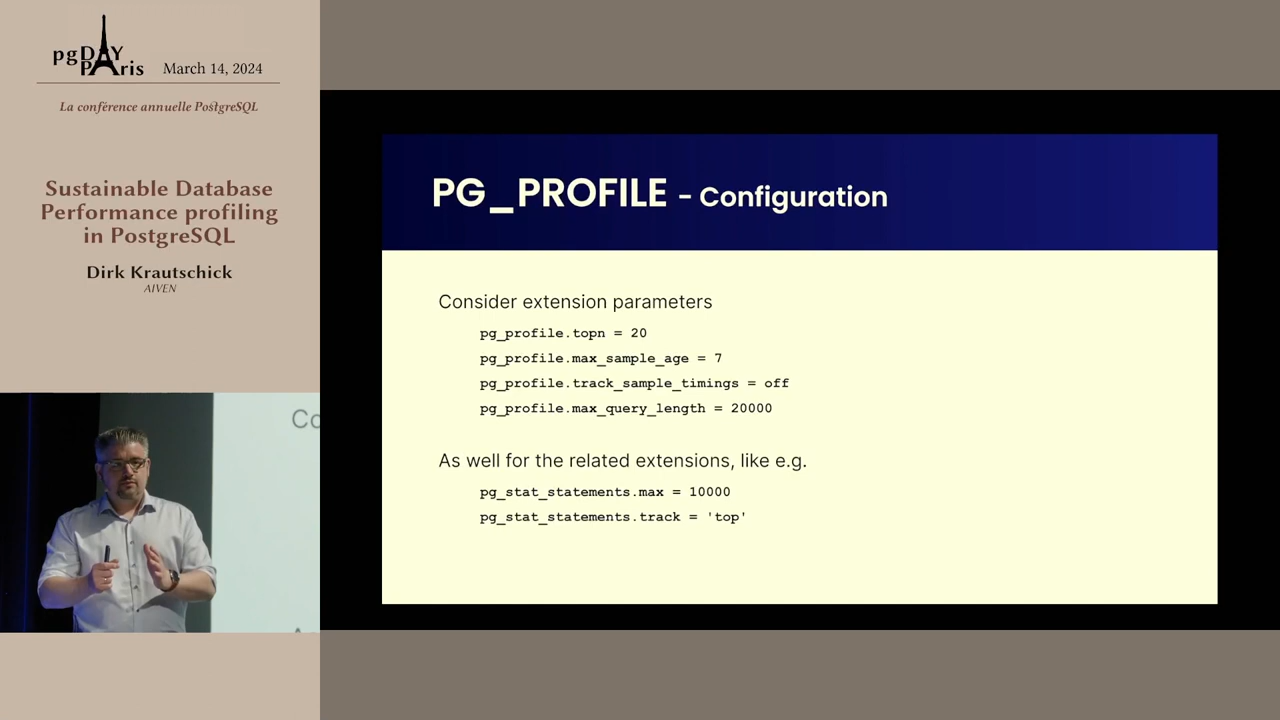 pgDAY
PAris
March 14, 2024
La conférence annuelle PostgreSQL
Sustainable Database
Performance profiling
in PostgreSQL
Dirk Krautschick
AIVEN
Co
PG_PROFILE - Configuration
Consider extension parameters
pg_profile.topn = 20
pg_profile.max_sample_age = 7
pg_profile.track_sample_timings = off
pg_profile.max_query_length = 20000
As well for the related extensions, like e.g.
pg_stat_statements.max = 10000
pg_stat_statements.track = 'top'